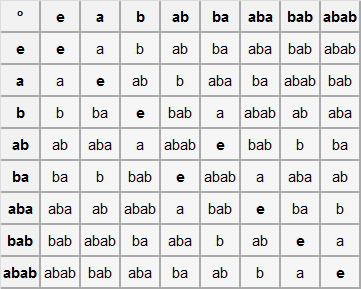 o e a b ab ba aba bab abab
e e a b ab ba aba bab abab
a a e ab b aba ba abab bab
b b ba e bab a abab ab aba
ab ab aba a abab e bab b ba
ba ba b bab e abab a aba ab
aba aba ab abab a bab e ba b
bab bab abab ba aba b ab e a
abab abab bab aba ba ab b a e